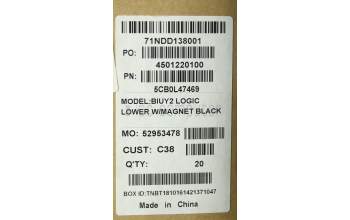 71NDD138001
PO:
4501220100
PN:
5CB0L47469
MODEL:BIUY2 LOGIC
LOWER W/MAGNET BLACK
MO: 52953478
CUST: C38
Q'TY: 20
BOX ID:TNBT1810161421371047
Made in China